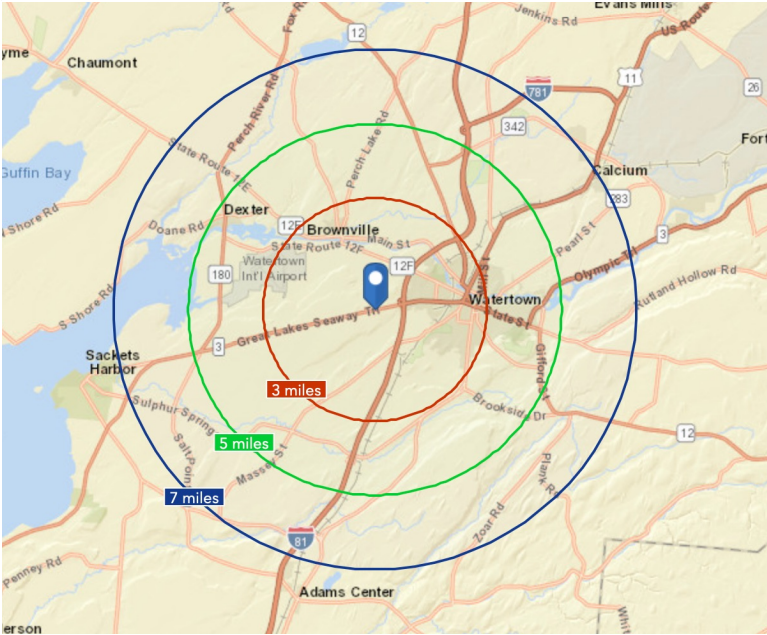 Evans Mills
Jenkins Rd
US Route
Fox R
rd
12
yme
Chaumont
11
781
26
Perch River Rd
Perch Lake Rd
342
Fort
State Route 12E
Guffin Bay
Calcium
283
Dexter
12F
Brownville
l Shore Rd
Doane Rd
State Route 12F
Main St
Pearl St
3
Watertown
Int'l Airport
12F
180
Olympic Trl
Rutland Hollow Rd
S Shore Rd
Watertown
State St
Great Lakes Seaway Trl
3
Sackets
Harbor
Gifford St
3 miles
Sulphur Spring
Brookside Dr
5 miles
12
Salt Point
Massey St
Plank Rd
7 miles
Zoar Rd
81
Penney Rd
Adams Center
erson